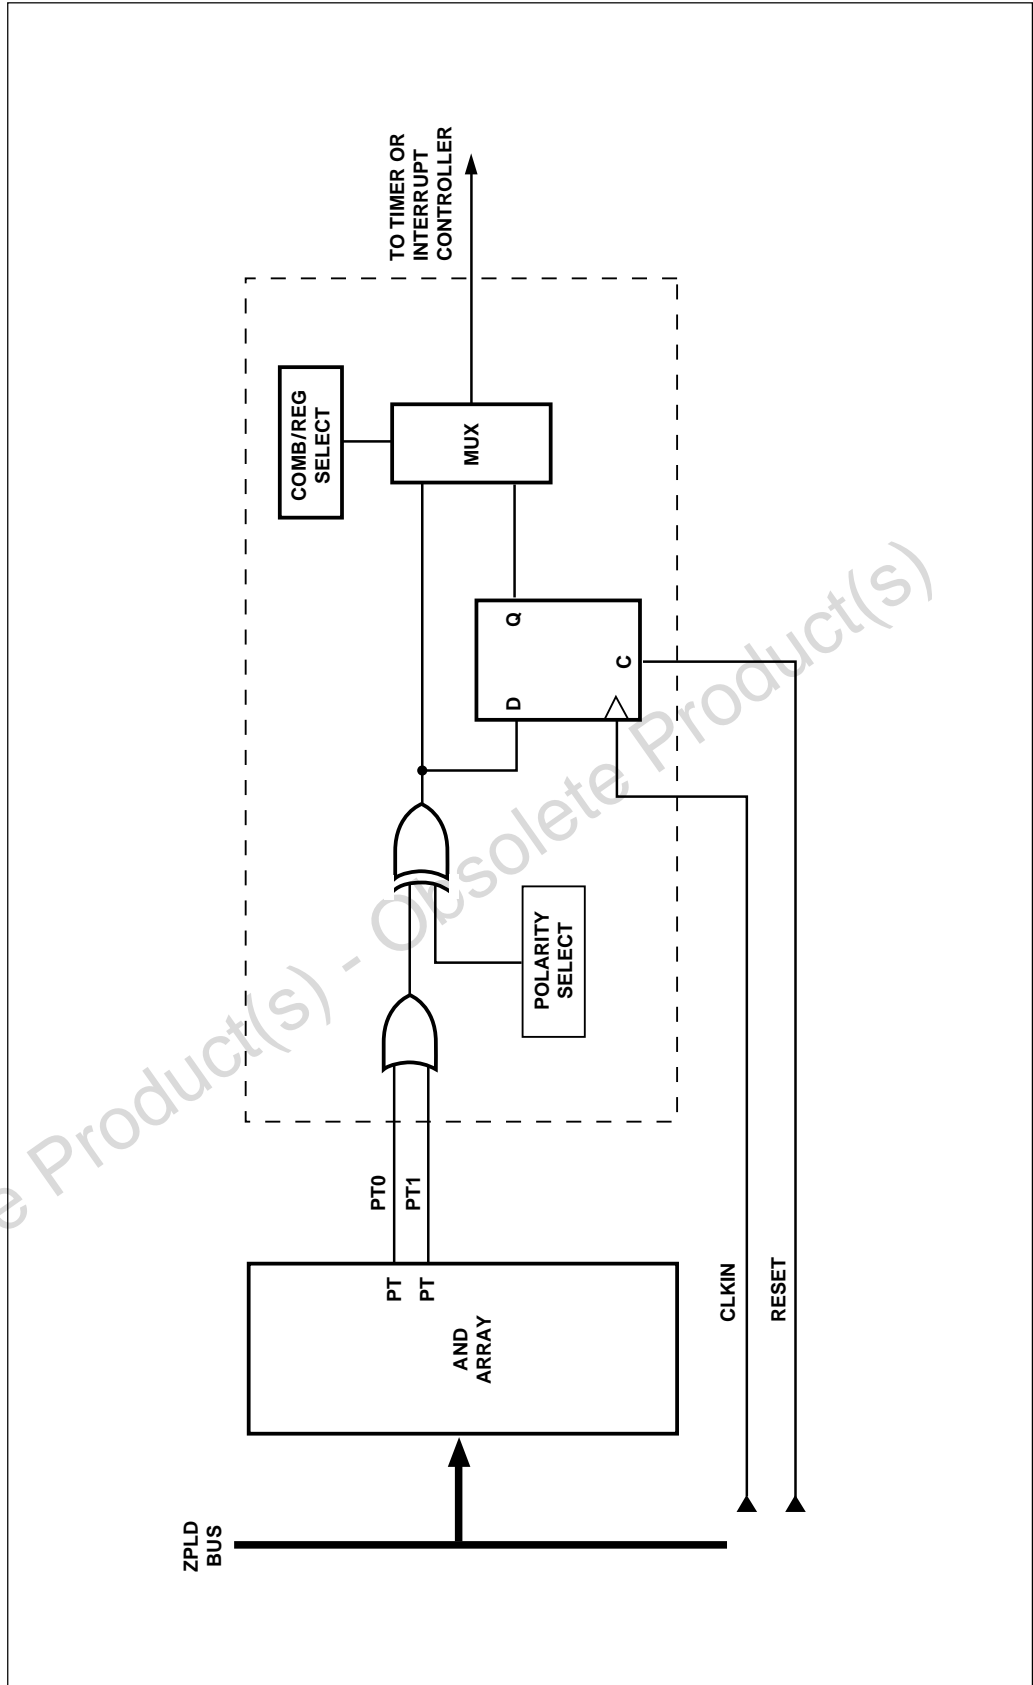 ZPLD
BUS
AND
ARRAY
PT
PT
PT0
PT1
CLKIN
RESET
POLARITY
SELECT
D
Q
C
COMB/REG
SELECT
MUX
TO TIMER OR
INTERRUPT
CONTROLLER
e Product(s) - Obsolete Product(s)